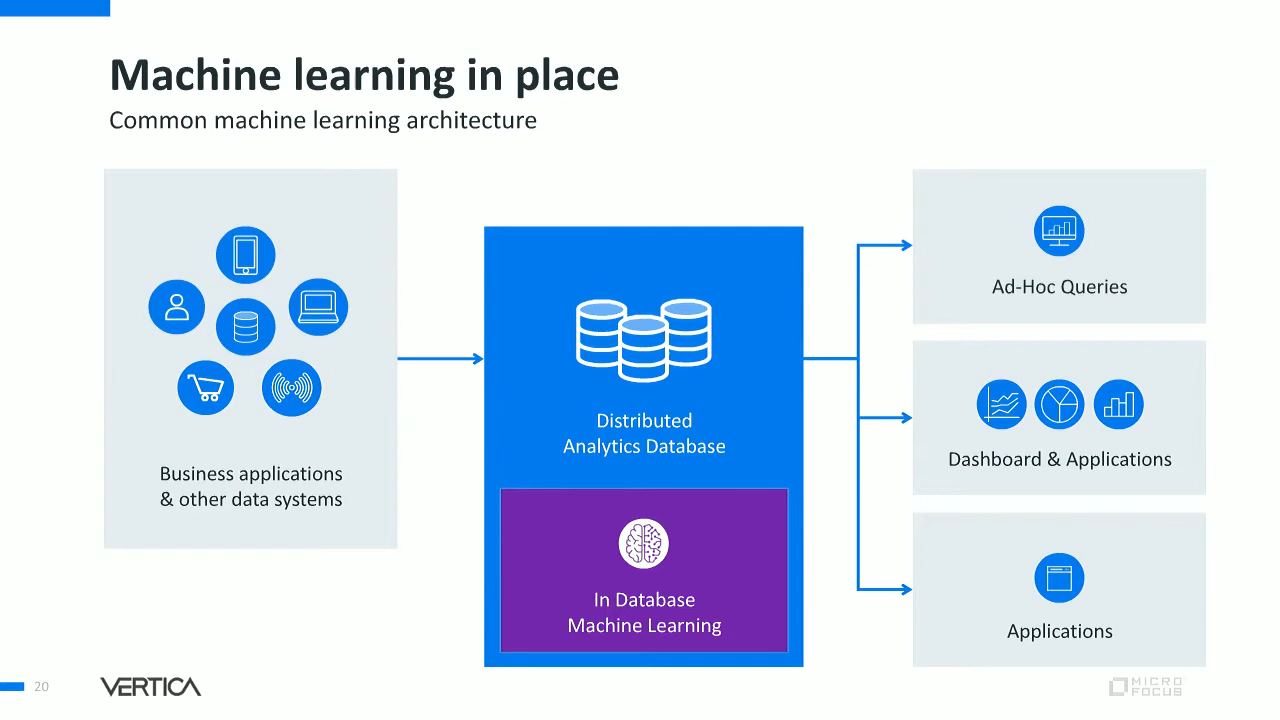 Machine learning in place
Common machine learning architecture
Business applications
& other data systems
Distributed
Analytics Database
In Database
Machine Learning
Ad-Hoc Queries
Dashboard & Applications
Applications
20
VERTICA
MICRO
FOCUS